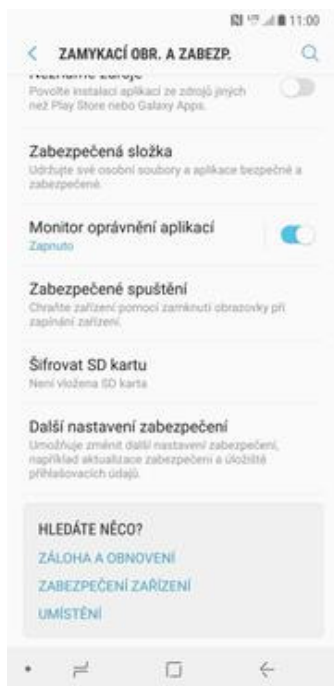 11:00
ZAMYKACÍ OBR. A ZABEZP.
Neznámé zdroje
Povolte instalaci aplikací ze zdrojů jiných
než Play Store nebo Galaxy Apps.
Zabezpečená složka
Udržujte své osobní soubory a aplikace bezpečné a
zabezpečené.
Monitor oprávnění aplikací
Zapnuto
Zabezpečené spuštění
Chraňte zařízení pomocí zamknutí obrazovky při
zapínání zařízení.
Šifrovat SD kartu
Není vložena SD karta
Další nastavení zabezpečení
Umožňuje změnit další nastavení zabezpečení,
například aktualizace zabezpečení a úložiště
přihlašovacích údajů.
HLEDÁTE NĚCO?
ZÁLOHA A OBNOVENÍ
ZABEZPEČENÍ ZAŘÍZENÍ
UMÍSTĚNÍ